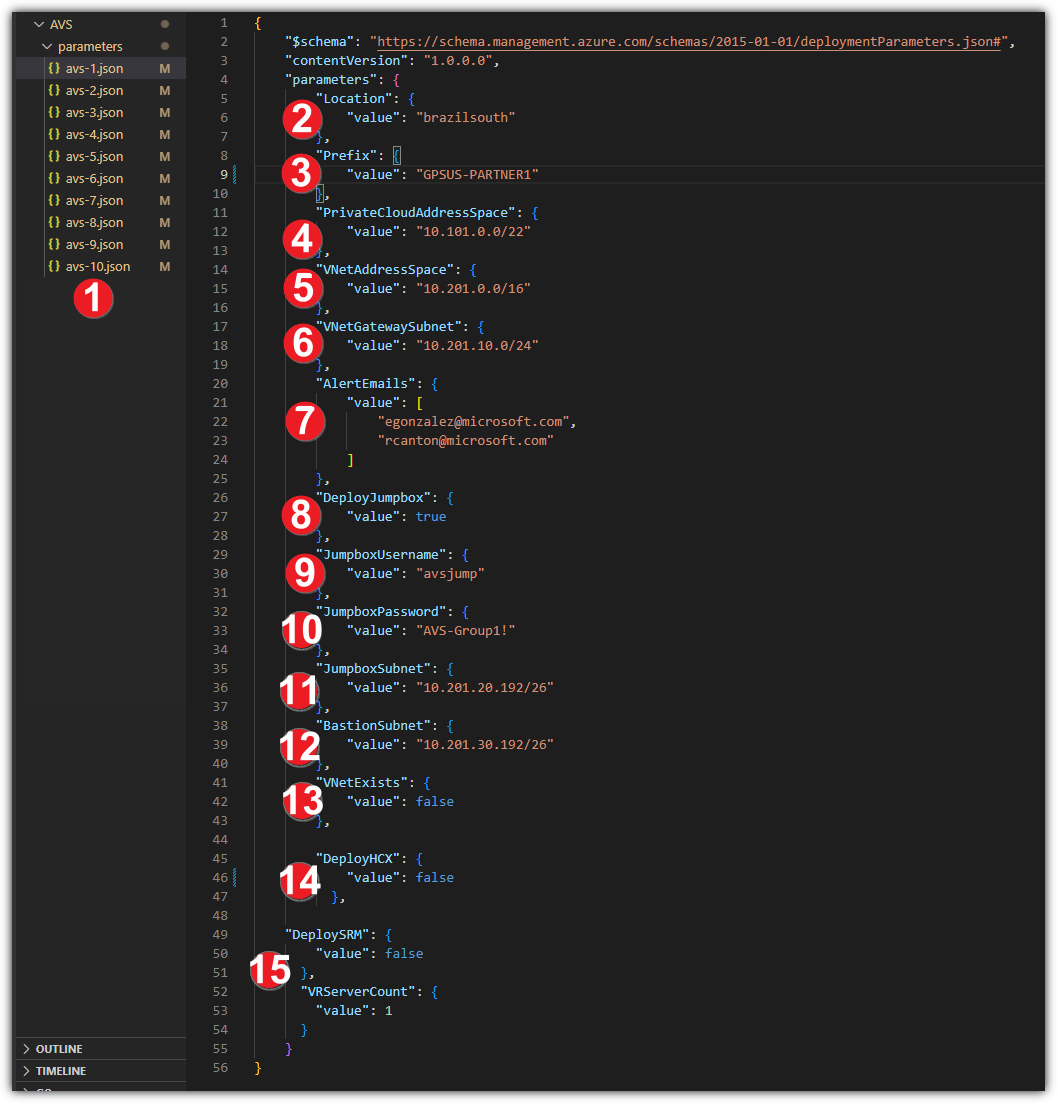 AVS
parameters
{} avs-1.json M
{} avs-2.json M
{} avs-3.json M
{} avs-4.json M
{} avs-5.json M
{} avs-6.json M
{} avs-7.json M
{} avs-8.json M
{} avs-9.json M
{} avs-10.json M
1
OUTLINE
TIMELINE
1 {
2 "$schema": "https://schema.management.azure.com/schemas/2015-01-01/deploymentParameters.json#",
3 "contentVersion": "1.0.0.0",
4 "parameters": {
5 "Location": {
2
6 "value": "brazilsouth"
7 },
8 "Prefix": {
3
9 "value": "GPSUS-PARTNER1"
10 },
11 "PrivateCloudAddressSpace": {
4
12 "value": "10.101.0.0/22"
13 },
14 "VNetAddressSpace": {
5
15 "value": "10.201.0.0/16"
16 },
17 "VNetGatewaySubnet": {
6
18 "value": "10.201.10.0/24"
19 },
20 "AlertEmails": {
21 "value": [
7
22 "egonzalez@microsoft.com",
23 "rcanton@microsoft.com"
24 ]
25 },
26 "DeployJumpbox": {
8
27 "value": true
28 },
29 "JumpboxUsername": {
9
30 "value": "avsjump"
31 },
32 "JumpboxPassword": {
10
33 "value": "AVS-Group1!"
34 },
35 "JumpboxSubnet": {
11
36 "value": "10.201.20.192/26"
37 },
38 "BastionSubnet": {
12
39 "value": "10.201.30.192/26"
40 },
41 "VNetExists": {
13
42 "value": false
43 },
44
45 "DeployHCX": {
14
46 "value": false
47 },
48
49 "DeploySRM": {
50 "value": false
15
51 },
52 "VRServerCount": {
53 "value": 1
54 }
55 }
56 }